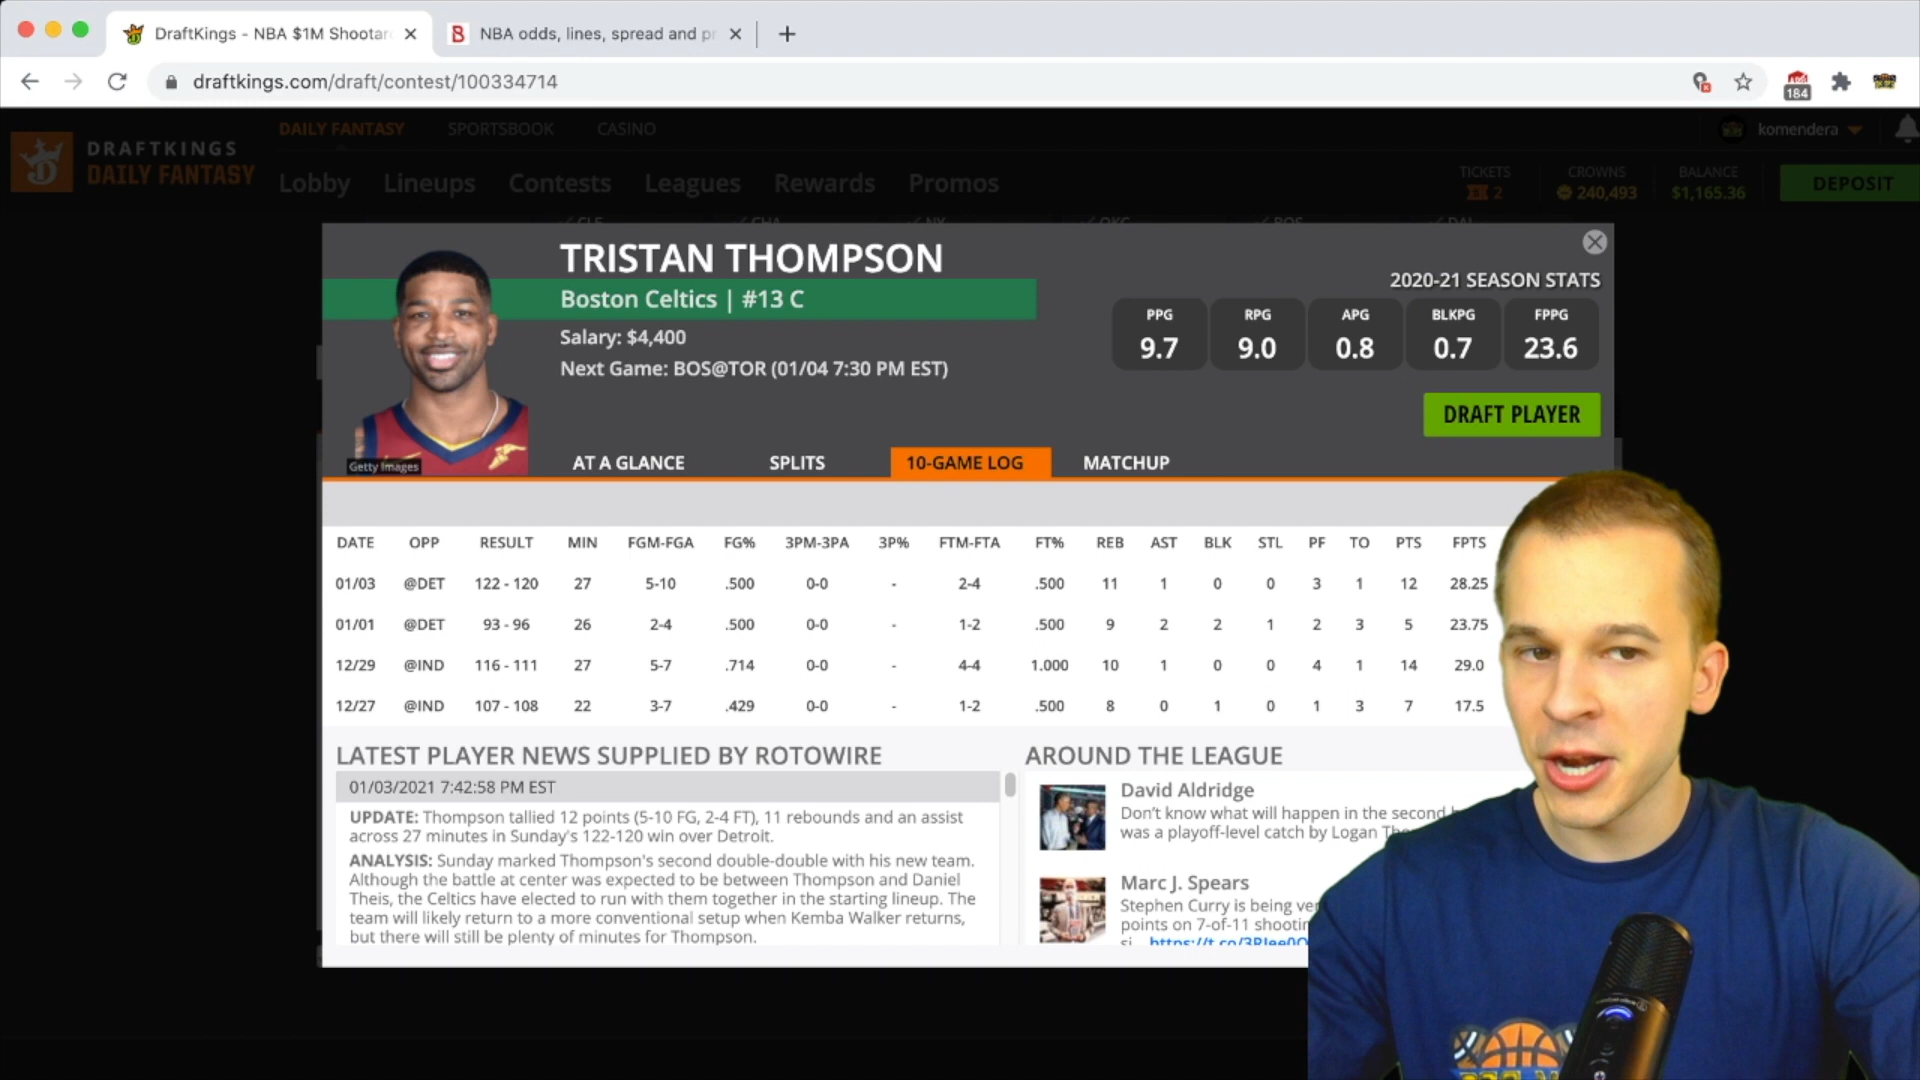 DraftKings - NBA $1M Shootar
NBA odds, lines, spread and pr
draftkings.com/draft/contest/100334714
184
DRAFTKINGS
DAILY FANTASY
DAILY FANTASY SPORTSBOOK CASINO
komendera
Lobby Lineups Contests Leagues Rewards Promos
TICKETS
2
CROWNS
240,493
BALANCE
$1,165.36
DEPOSIT
CLE CHA NY OKC BOS DAL
TRISTAN THOMPSON
Boston Celtics | #13 C
Salary: $4,400
Next Game: BOS@TOR (01/04 7:30 PM EST)
Getty Images
2020-21 SEASON STATS
PPG RPG APG BLKPG FPPG
9.7 9.0 0.8 0.7 23.6
DRAFT PLAYER
AT A GLANCE SPLITS 10-GAME LOG MATCHUP
DATE OPP RESULT MIN FGM-FGA FG% 3PM-3PA 3P% FTM-FTA FT% REB AST BLK STL PF TO PTS FPTS
01/03 @DET 122 - 120 27 5-10 .500 0-0 - 2-4 .500 11 1 0 0 3 1 12 28.25
01/01 @DET 93 - 96 26 2-4 .500 0-0 - 1-2 .500 9 2 2 1 2 3 5 23.75
12/29 @IND 116 - 111 27 5-7 .714 0-0 - 4-4 1.000 10 1 0 0 4 1 14 29.0
12/27 @IND 107 - 108 22 3-7 .429 0-0 - 1-2 .500 8 0 1 0 1 3 7 17.5
LATEST PLAYER NEWS SUPPLIED BY ROTOWIRE
01/03/2021 7:42:58 PM EST
UPDATE: Thompson tallied 12 points (5-10 FG, 2-4 FT), 11 rebounds and an assist
across 27 minutes in Sunday's 122-120 win over Detroit.
ANALYSIS: Sunday marked Thompson's second double-double with his new team.
Although the battle at center was expected to be between Thompson and Daniel
Theis, the Celtics have elected to run with them together in the starting lineup. The
team will likely return to a more conventional setup when Kemba Walker returns,
but there will still be plenty of minutes for Thompson.
AROUND THE LEAGUE
David Aldridge
Don't know what will happen in the second
was a playoff-level catch by Logan
Marc J. Spears
Stephen Curry is being
points on 7-of-11